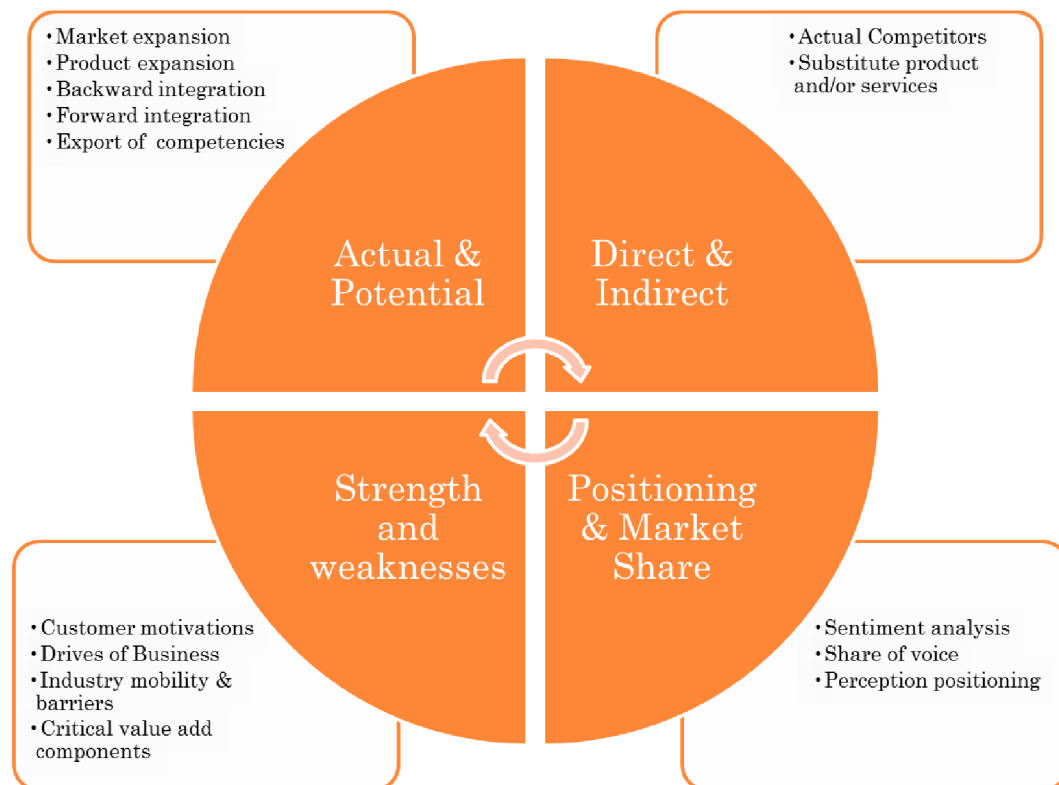 • Market expansion
• Product expansion
• Backward integration
• Forward integration
• Export of competencies
• Actual Competitors
• Substitute product
and/or services
Actual &
Potential
Direct &
Indirect
Strength
and
weaknesses
Positioning
& Market
Share
• Customer motivations
• Drives of Business
• Industry mobility &
barriers
• Critical value add
components
• Sentiment analysis
• Share of voice
• Perception positioning